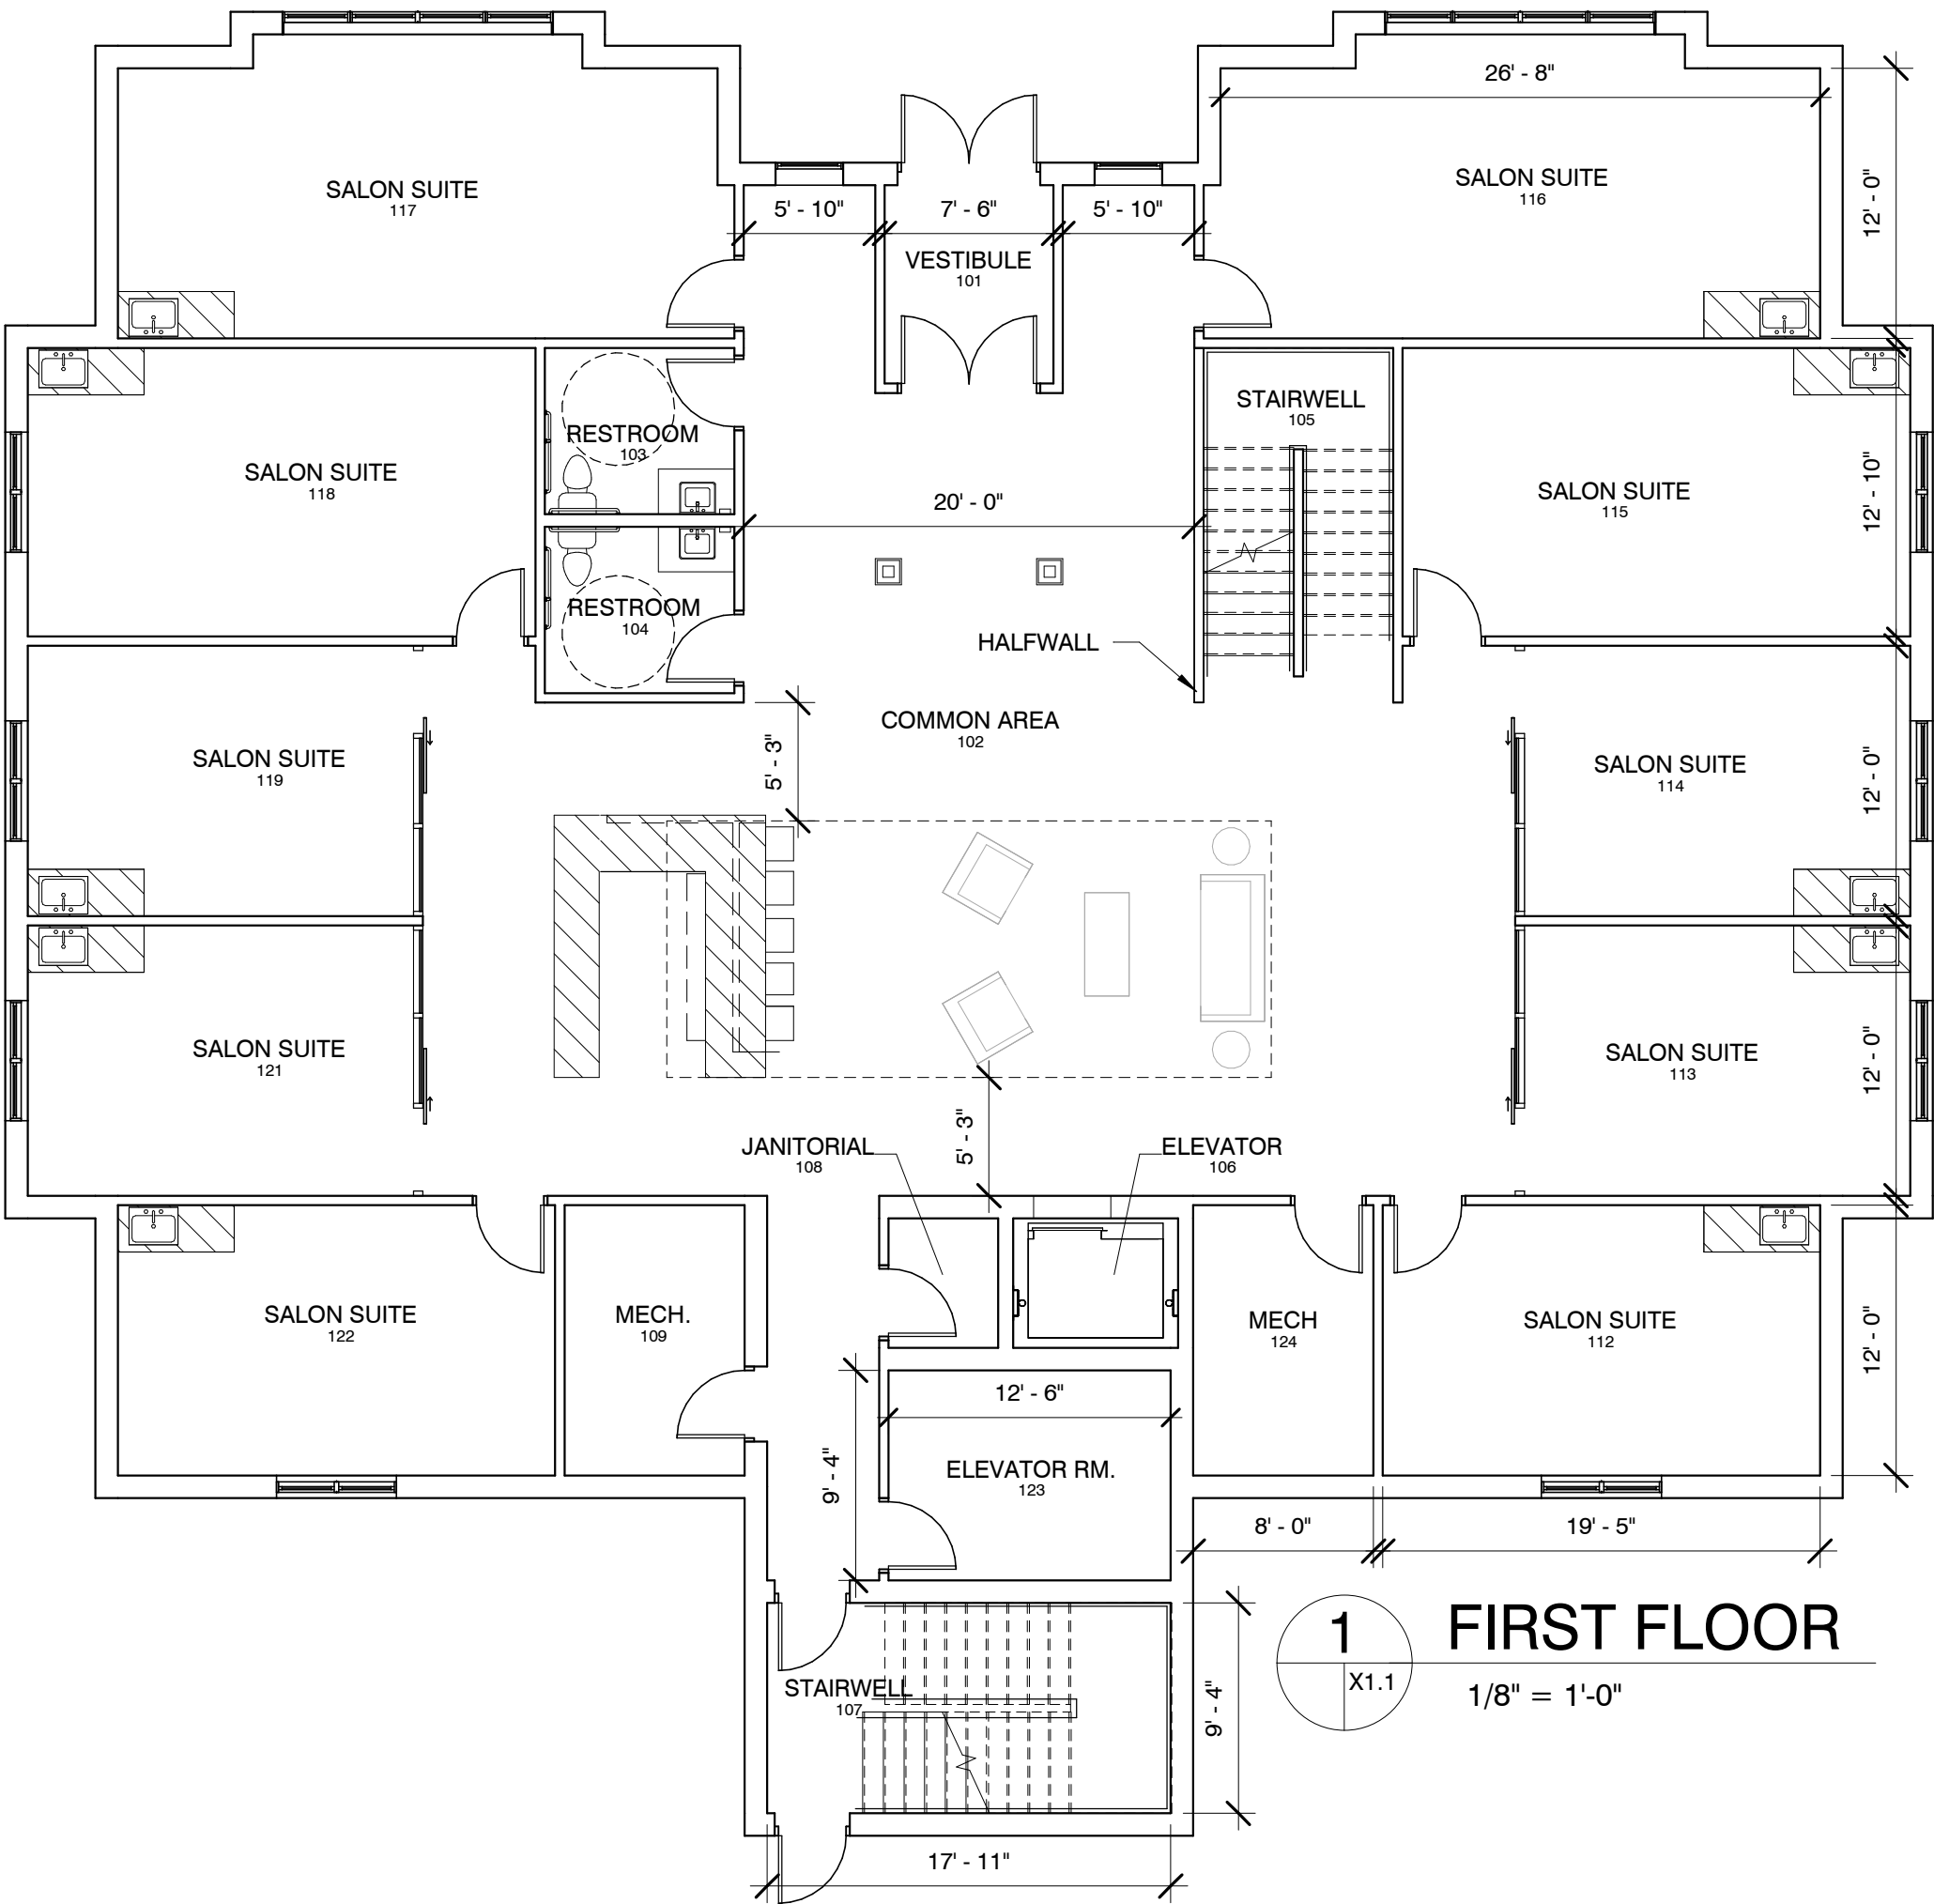 26' - 8"
SALON SUITE
117
SALON SUITE
116
12' - 0"
5' - 10"
7' - 6"
5' - 10"
VESTIBULE
101
STAIRWELL
105
RESTROOM
103
SALON SUITE
118
SALON SUITE
115
12' - 10"
20' - 0"
RESTROOM
104
HALFWALL
COMMON AREA
102
5' - 3"
SALON SUITE
119
SALON SUITE
114
12' - 0"
SALON SUITE
121
SALON SUITE
113
12' - 0"
5' - 3"
JANITORIAL
108
ELEVATOR
106
SALON SUITE
122
MECH.
109
MECH
124
SALON SUITE
112
12' - 0"
12' - 6"
9' - 4"
ELEVATOR RM.
123
8' - 0"
19' - 5"
1
X1.1
FIRST FLOOR
1/8" = 1'-0"
STAIRWELL
107
9' - 4"
17' - 11"